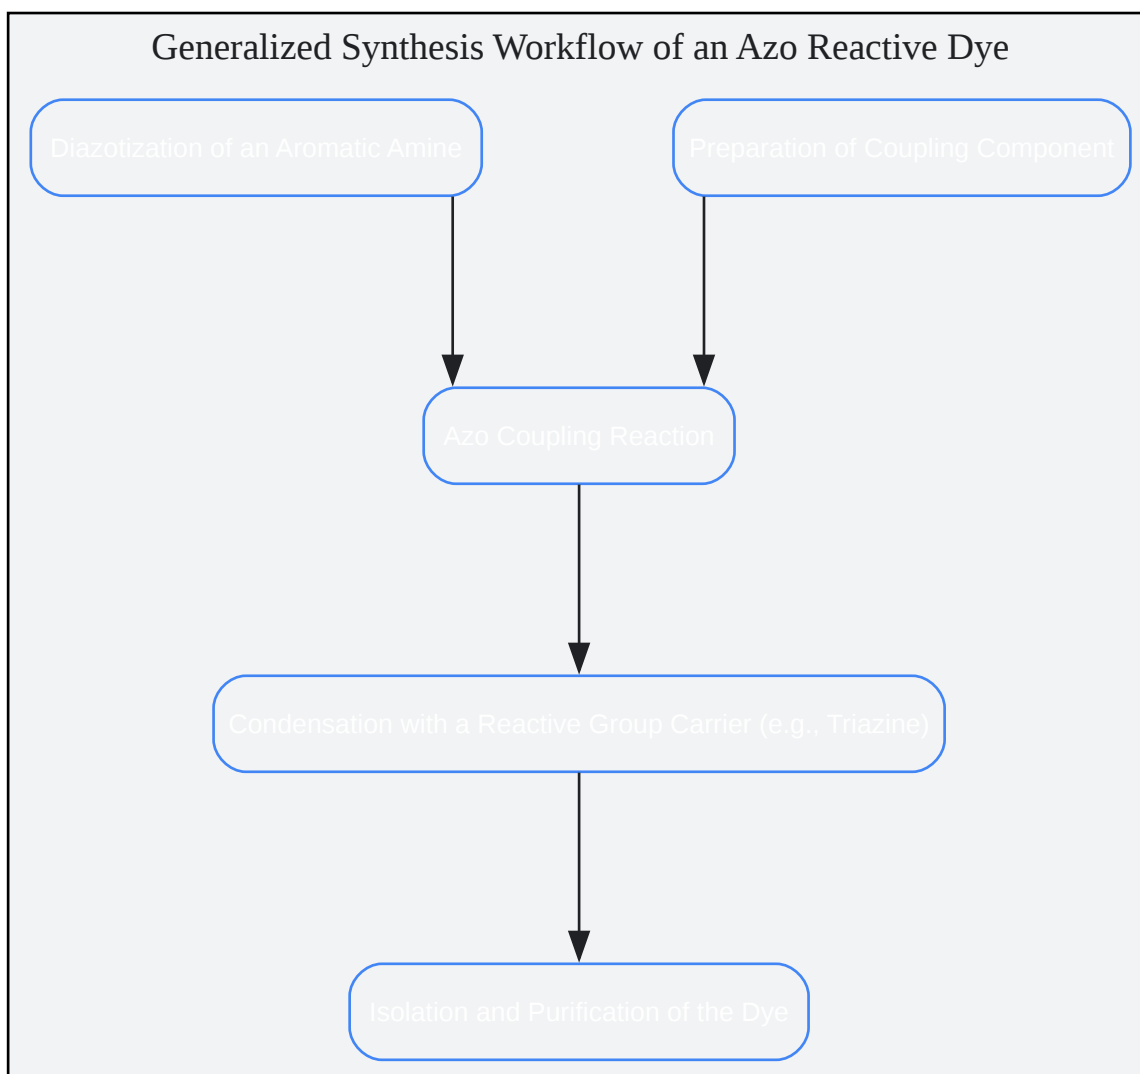 Generalized Synthesis Workflow of an Azo Reactive Dye
Diazotization of an Aromatic Amine
Preparation of Coupling Component
Azo Coupling Reaction
Condensation with a Reactive Group Carrier (e.g., Triazine)
Isolation and Purification of the Dye